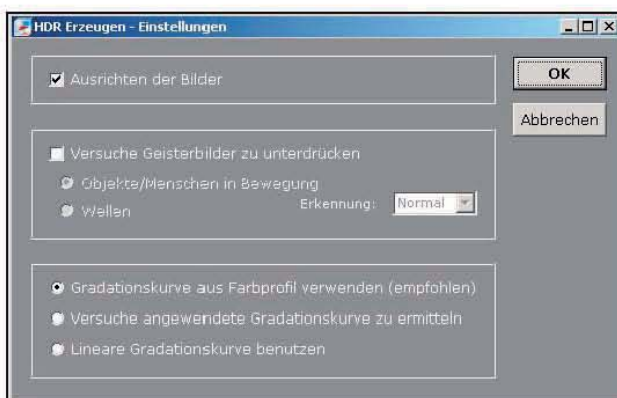 HDR Erzeugen - Einstellungen
Ausrichten der Bilder
OK
Abbrechen
Versuche Geisterbilder zu unterdrücken
Objekte/Menschen in Bewegung
Wellen
Erkennung:
Normal
Gradationskurve aus Farbprofil verwenden (empfohlen)
Versuche angewendete Gradationskurve zu ermitteln
Lineare Gradationskurve benutzen